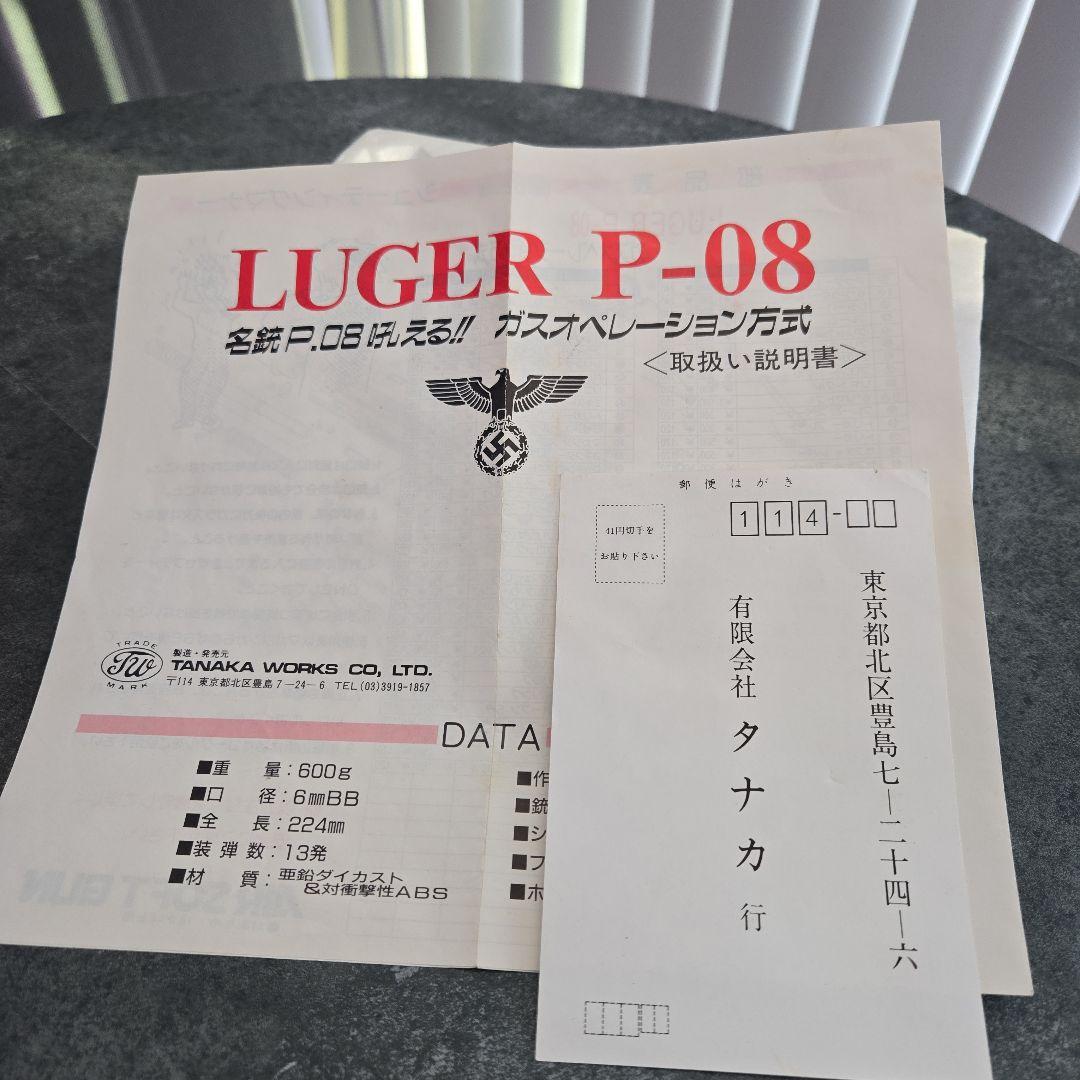 LUGER P-08
名銃P.08吼える!! ガスオペレーション方式
<取扱い説明書>
TRADE
TW
MARK
製造・発売元
TANAKA WORKS CO, LTD.
〒114 東京都北区豊島7-24-6 TEL(03)3919-1857
DATA
■重 量:600g
■口 径:6mmBB
■全 長:224mm
■装弾数:13発
■材 質:亜鉛ダイカスト
&対衝撃性ABS
■作
■銃
■シ
■フ
■ホ
郵便はがき
114-
41円切手を
お貼り下さい
東京都北区豊島七―二十四―六
有限会社タナカ行